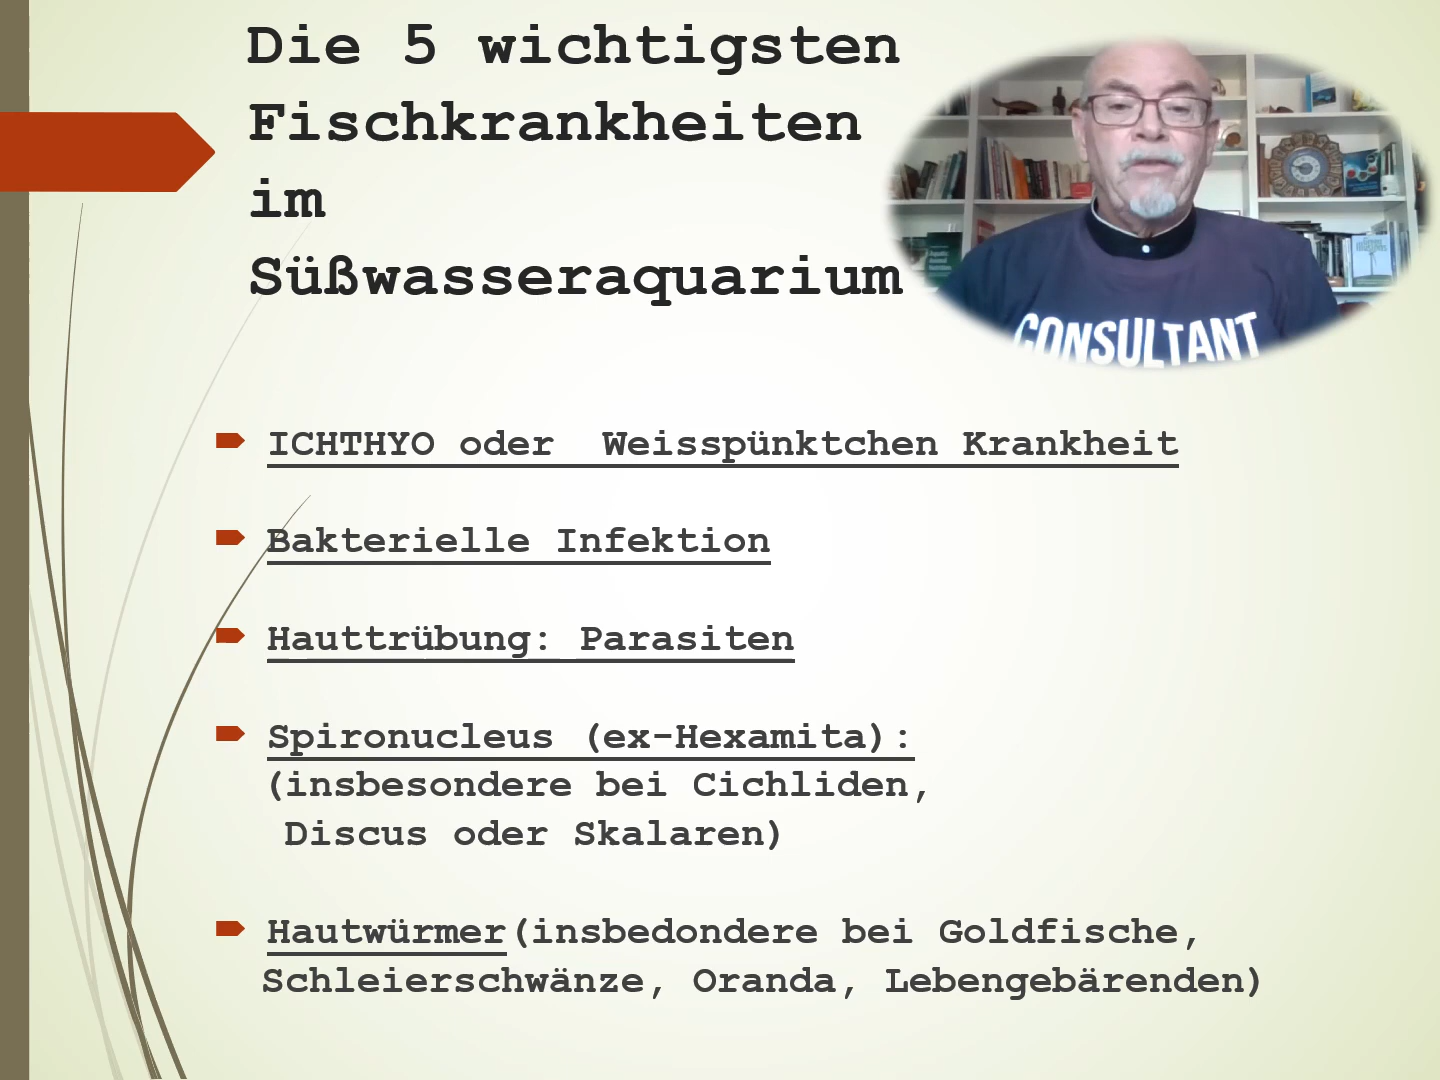 Die 5 wichtigsten
Fischkrankheiten
im
Süßwasseraquarium
CONSULTANT
ICHTHYO oder  Weisspünktchen Krankheit
Bakterielle Infektion
Hauttrübung: Parasiten
Spironucleus (ex-Hexamita):
(insbesondere bei Cichliden,
Discus oder Skalaren)
Hautwürmer(insbedondere bei Goldfische,
Schleierschwänze, Oranda, Lebengebärenden)